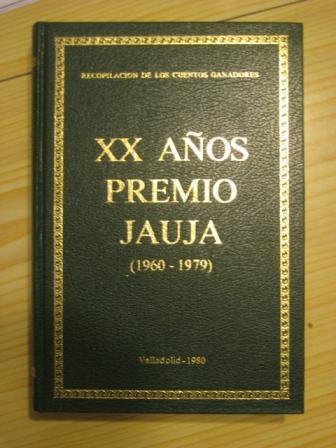 RECOPILACION DE LOS CUENTOS GANADORES
XX AÑOS
PREMIO
JAUJA
(1960 - 1979)
Valladolid - 1980